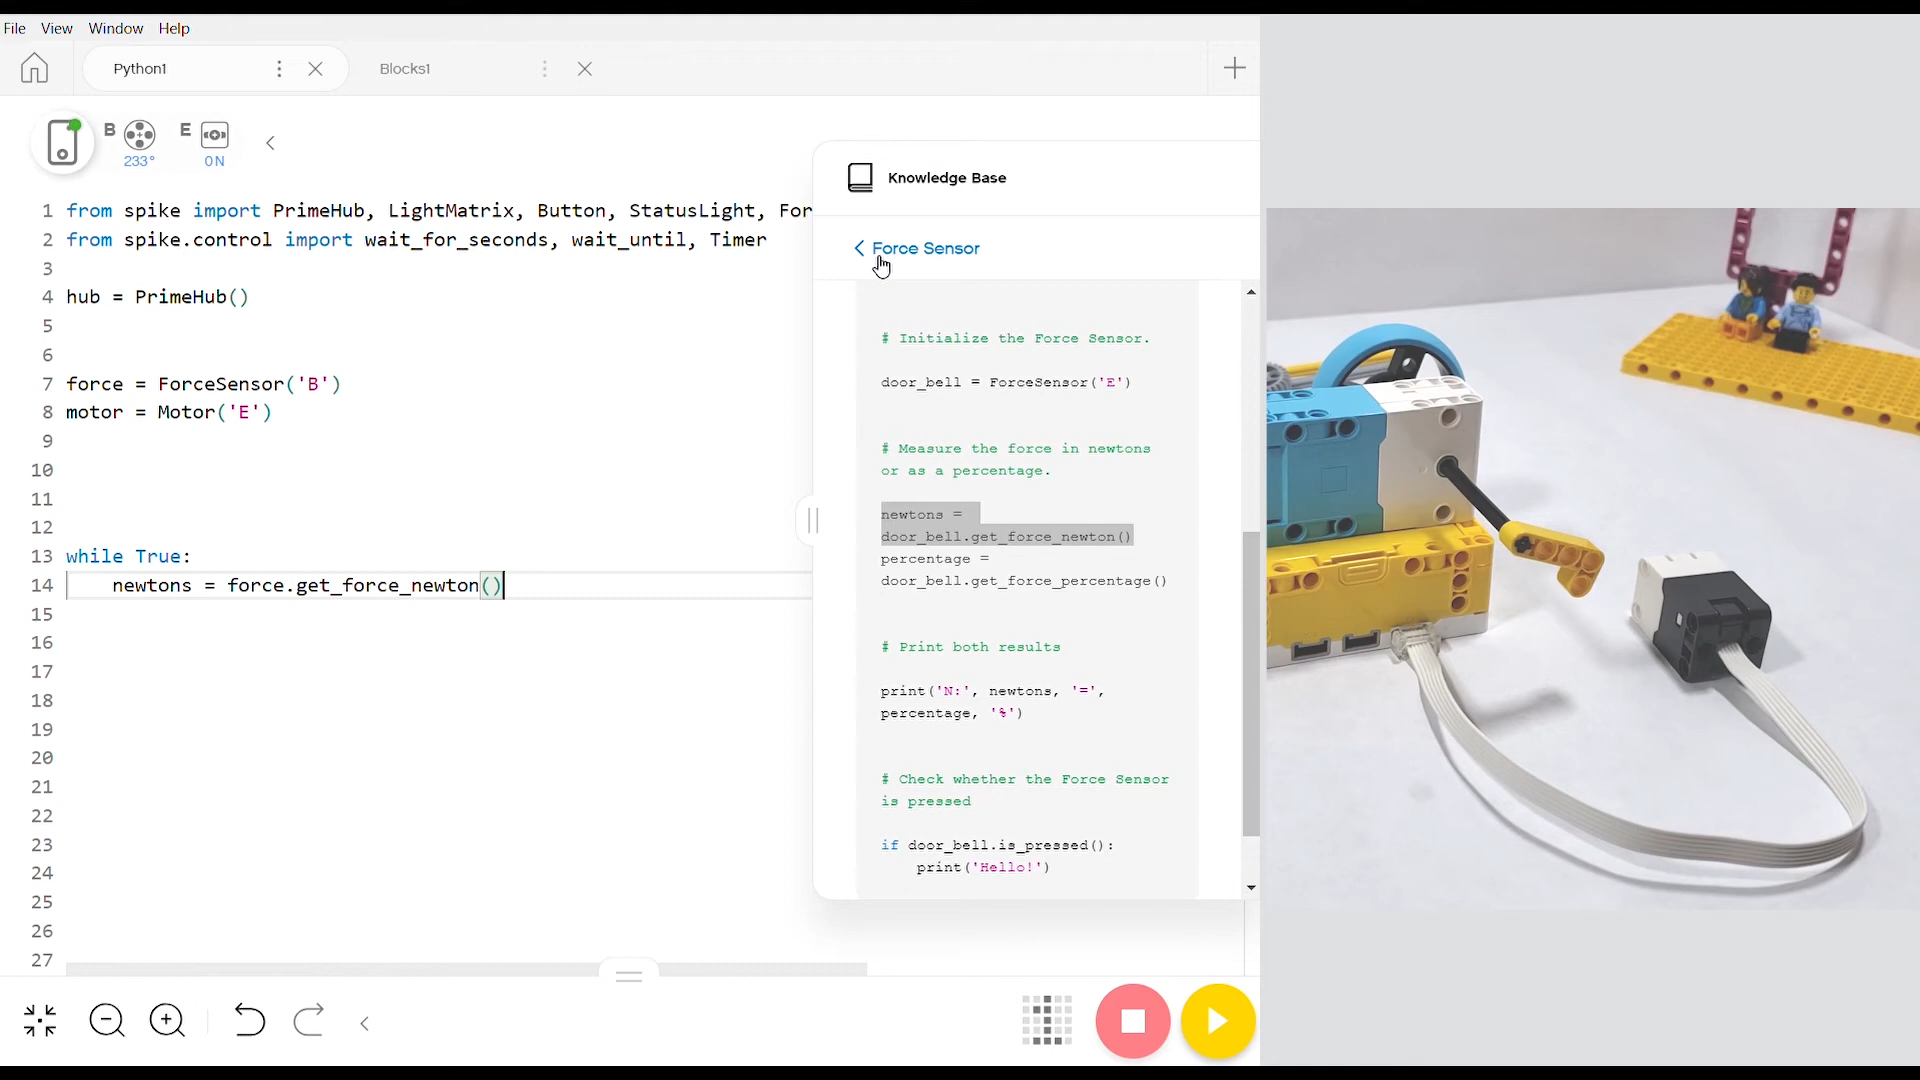 File View Window Help
Python1
Blocks1
B
233°
E
ON
Knowledge Base
Force Sensor
1 from spike import PrimeHub, LightMatrix, Button, StatusLight, For
2 from spike.control import wait_for_seconds, wait_until, Timer
3
4 hub = PrimeHub()
5
6
7 force = ForceSensor('B')
8 motor = Motor('E')
9
10
11
12
13 while True:
14 newtons = force.get_force_newton()
15
16
17
18
19
20
21
22
23
24
25
26
27
# Initialize the Force Sensor.
door_bell = ForceSensor('E')
# Measure the force in newtons
or as a percentage.
newtons =
door_bell.get_force_newton()
percentage =
door_bell.get_force_percentage()
# Print both results
print('N:', newtons, '=',
percentage, '%')
# Check whether the Force Sensor
is pressed
if door_bell.is_pressed():
print('Hello!')